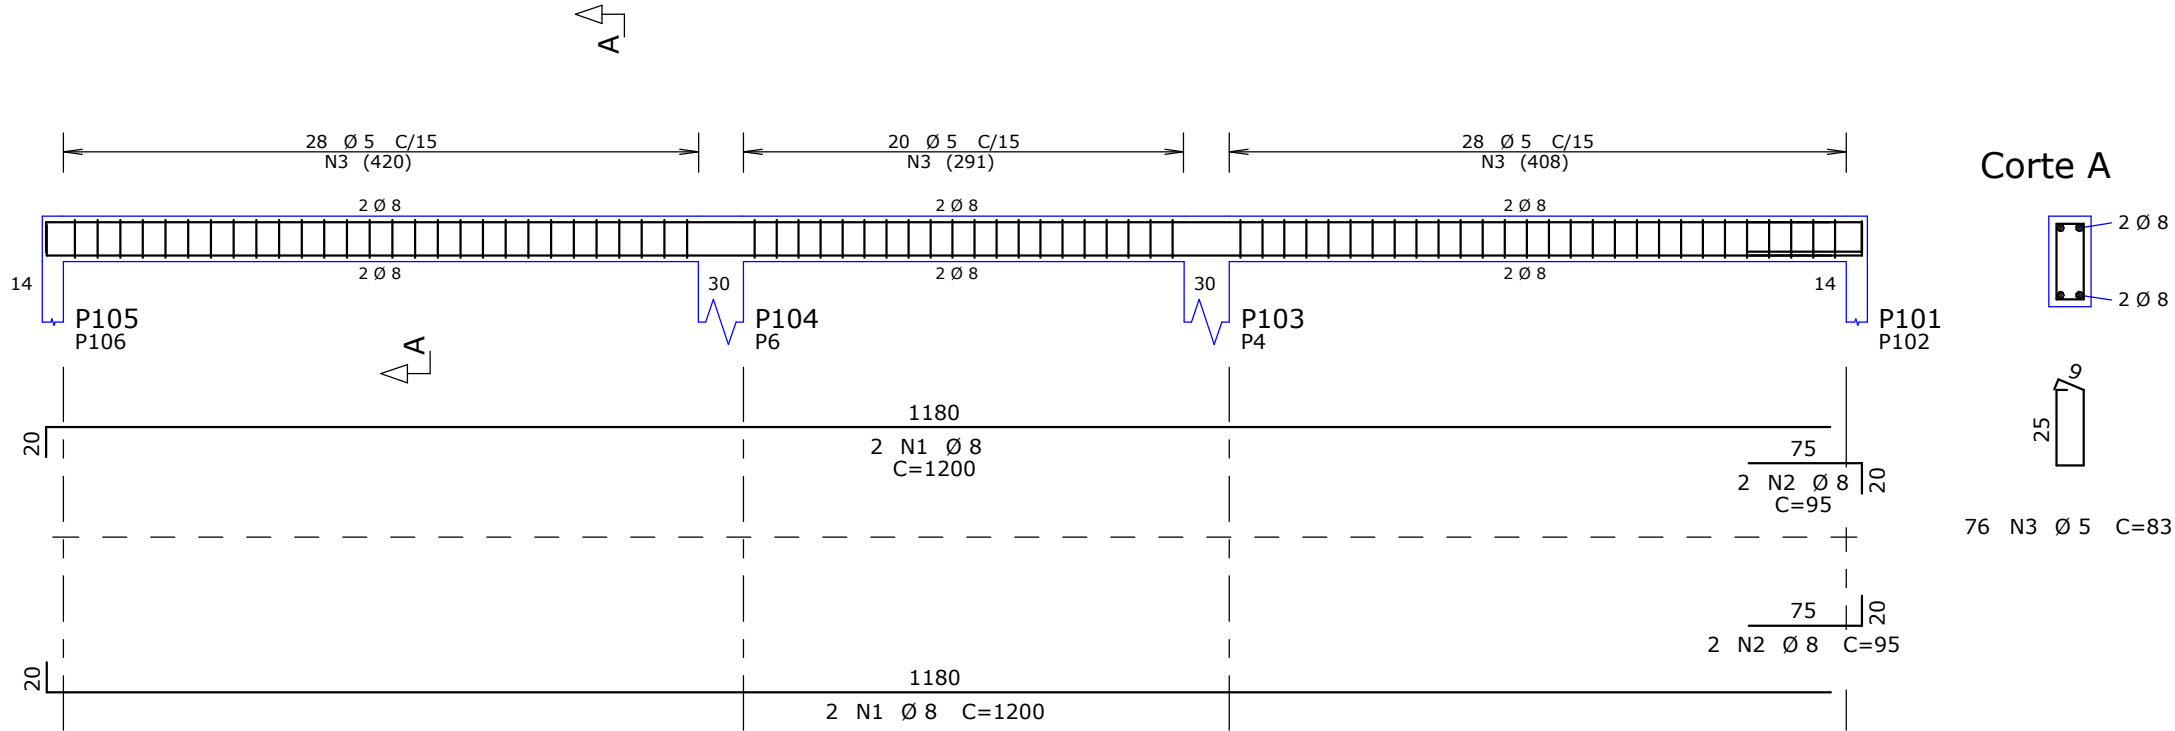 A
28 Ø 5 C/15
N3 (420)
20 Ø 5 C/15
N3 (291)
28 Ø 5 C/15
N3 (408)
Corte A
2 Ø 8
2 Ø 8
2 Ø 8
2 Ø 8
2 Ø 8
2 Ø 8
2 Ø 8
2 Ø 8
14
30
30
14
P105
P106
P104
P6
P103
P4
P101
P102
A
9
25
76 N3 Ø 5 C=83
1180
20
2 N1 Ø 8
C=1200
75
20
2 N2 Ø 8
C=95
75
20
2 N2 Ø 8 C=95
20
1180
2 N1 Ø 8 C=1200